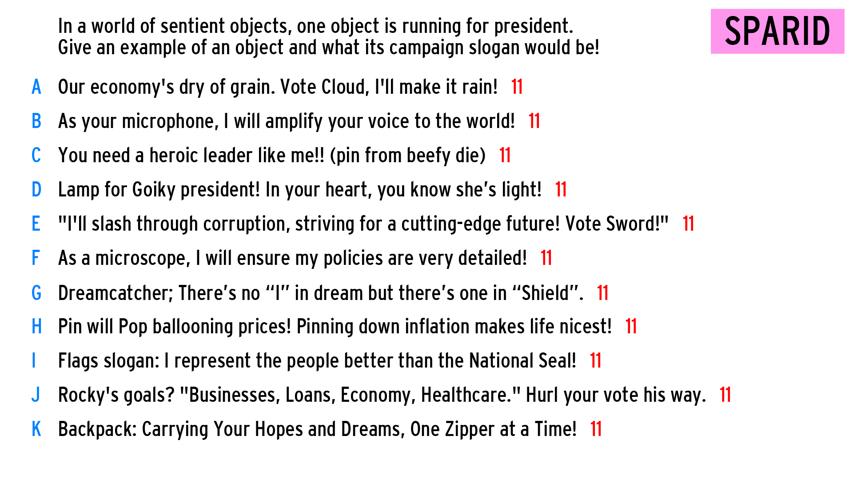 In a world of sentient objects, one object is running for president.
Give an example of an object and what its campaign slogan would be!
SPARID
A Our economy's dry of grain. Vote Cloud, I'll make it rain! 11
B As your microphone, I will amplify your voice to the world! 11
C You need a heroic leader like me!! (pin from beefy die) 11
D Lamp for Goiky president! In your heart, you know she’s light! 11
E "I'll slash through corruption, striving for a cutting-edge future! Vote Sword!" 11
F As a microscope, I will ensure my policies are very detailed! 11
G Dreamcatcher; There’s no “I” in dream but there’s one in “Shield”. 11
H Pin will Pop ballooning prices! Pinning down inflation makes life nicest! 11
I Flags slogan: I represent the people better than the National Seal! 11
J Rocky's goals? "Businesses, Loans, Economy, Healthcare." Hurl your vote his way. 11
K Backpack: Carrying Your Hopes and Dreams, One Zipper at a Time! 11